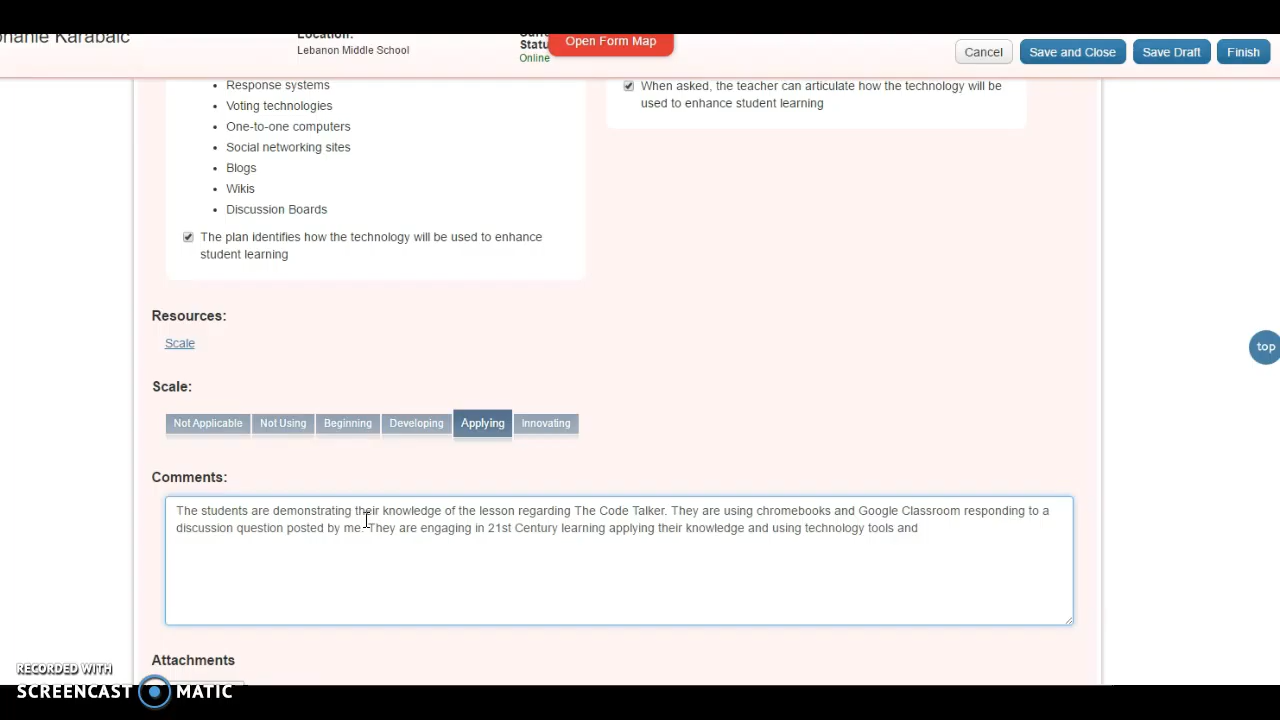 Karabaic
Location:
Lebanon Middle School
Online
Open Form Map
Cancel
Save and Close
Save Draft
Finish
Response systems
Voting technologies
One-to-one computers
Social networking sites
Blogs
Wikis
Discussion Boards
The plan identifies how the technology will be used to enhance
student learning
When asked, the teacher can articulate how the technology will be
used to enhance student learning
top
Resources:
Scale
Scale:
Not Applicable
Not Using
Beginning
Developing
Applying
Innovating
Comments:
The students are demonstrating their knowledge of the lesson regarding The Code Talker. They are using chromebooks and Google Classroom responding to a
discussion question posted by me. They are engaging in 21st Century learning applying their knowledge and using technology tools and
Attachments
RECORDED WITH
SCREENCAST MATIC